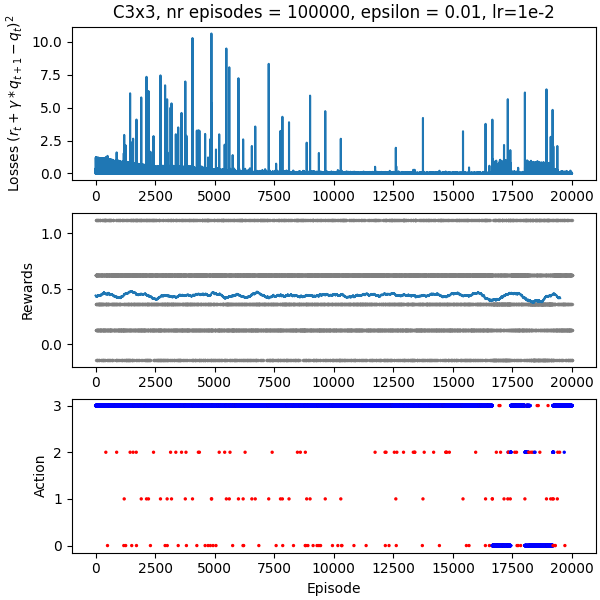 C3x3, nr episodes = 100000, epsilon = 0.01, lr=1e-2
Losses $(r_t + \gamma * q_{t+1} - q_t)^2$
10.0
7.5
5.0
2.5
0.0
0 2500 5000 7500 10000 12500 15000 17500 20000
Rewards
1.0
0.5
0.0
0 2500 5000 7500 10000 12500 15000 17500 20000
Action
3
2
1
0
0 2500 5000 7500 10000 12500 15000 17500 20000
Episode